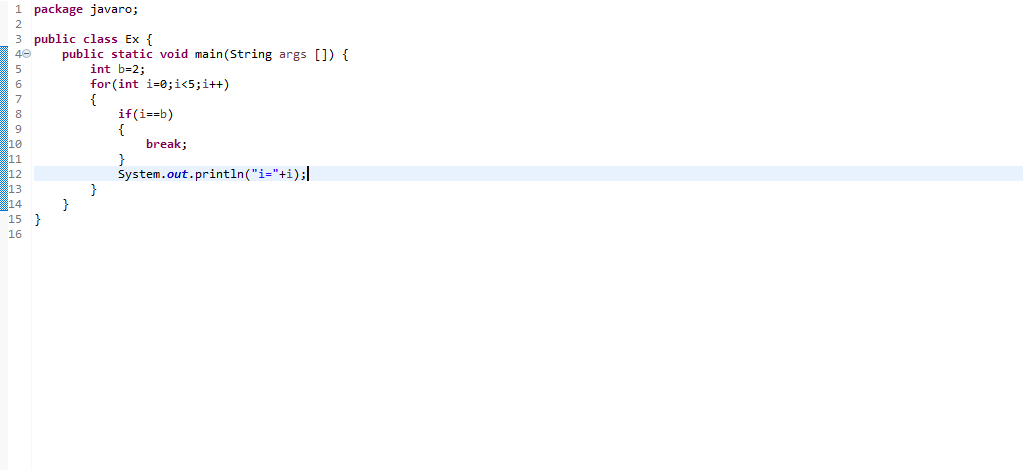 1 package javaro;
2
3 public class Ex {
4 public static void main(String args []) {
5 int b=2;
6 for(int i=0;i<5;i++)
7 {
8 if(i==b)
9 {
10 break;
11 }
12 System.out.println("i="+i);
13 }
14 }
15 }
16